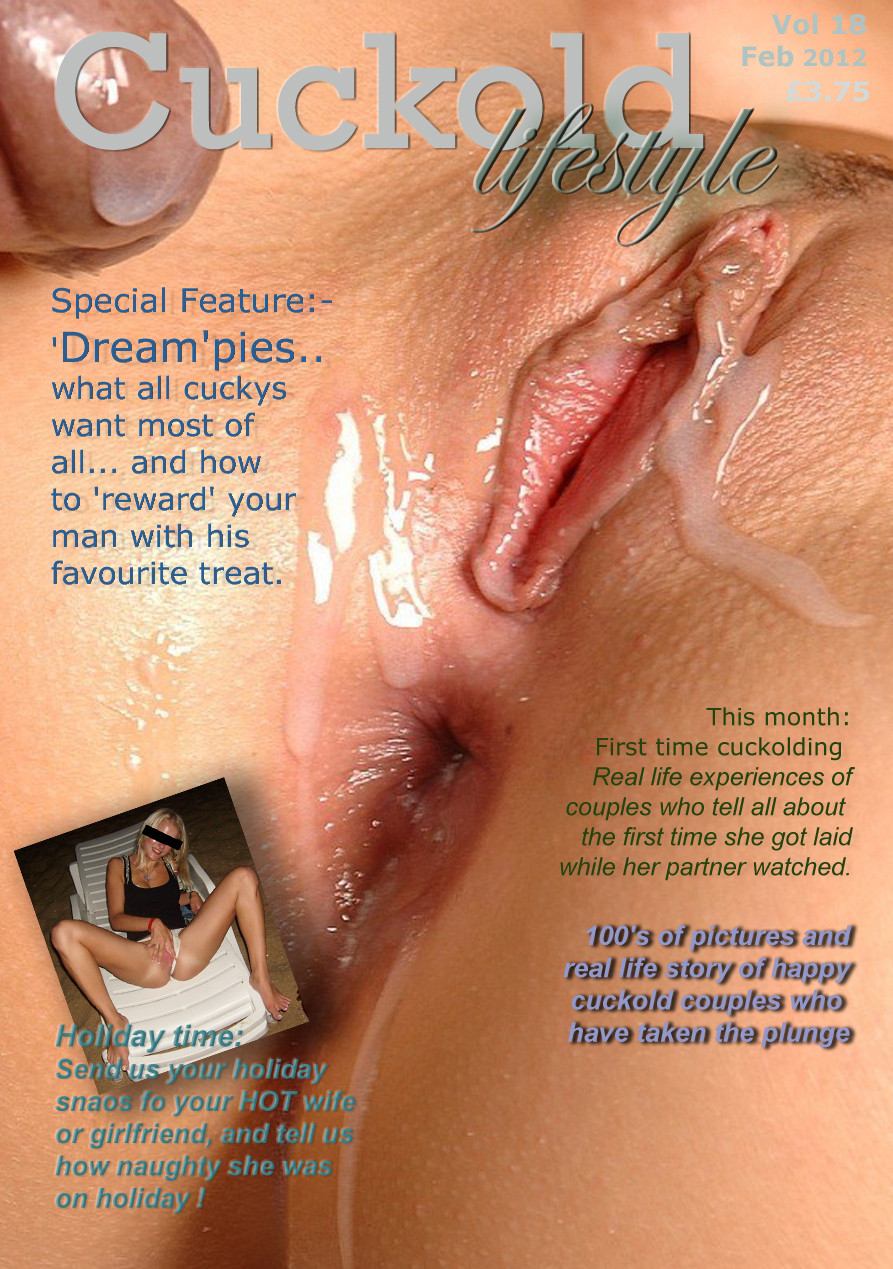 Cuckold
lifestyle
Vol 18
Feb 2012
£3.75
Special Feature:-
'Dream'pies..
what all cuckys
want most of
all... and how
to 'reward' your
man with his
favourite treat.
This month:
First time cuckolding
Real life experiences of
couples who tell all about
the first time she got laid
while her partner watched.
100's of pictures and
real life story of happy
cuckold couples who
have taken the plunge
Holiday time:
Send us your holiday
snaos fo your HOT wife
or girlfriend, and tell us
how naughty she was
on holiday !